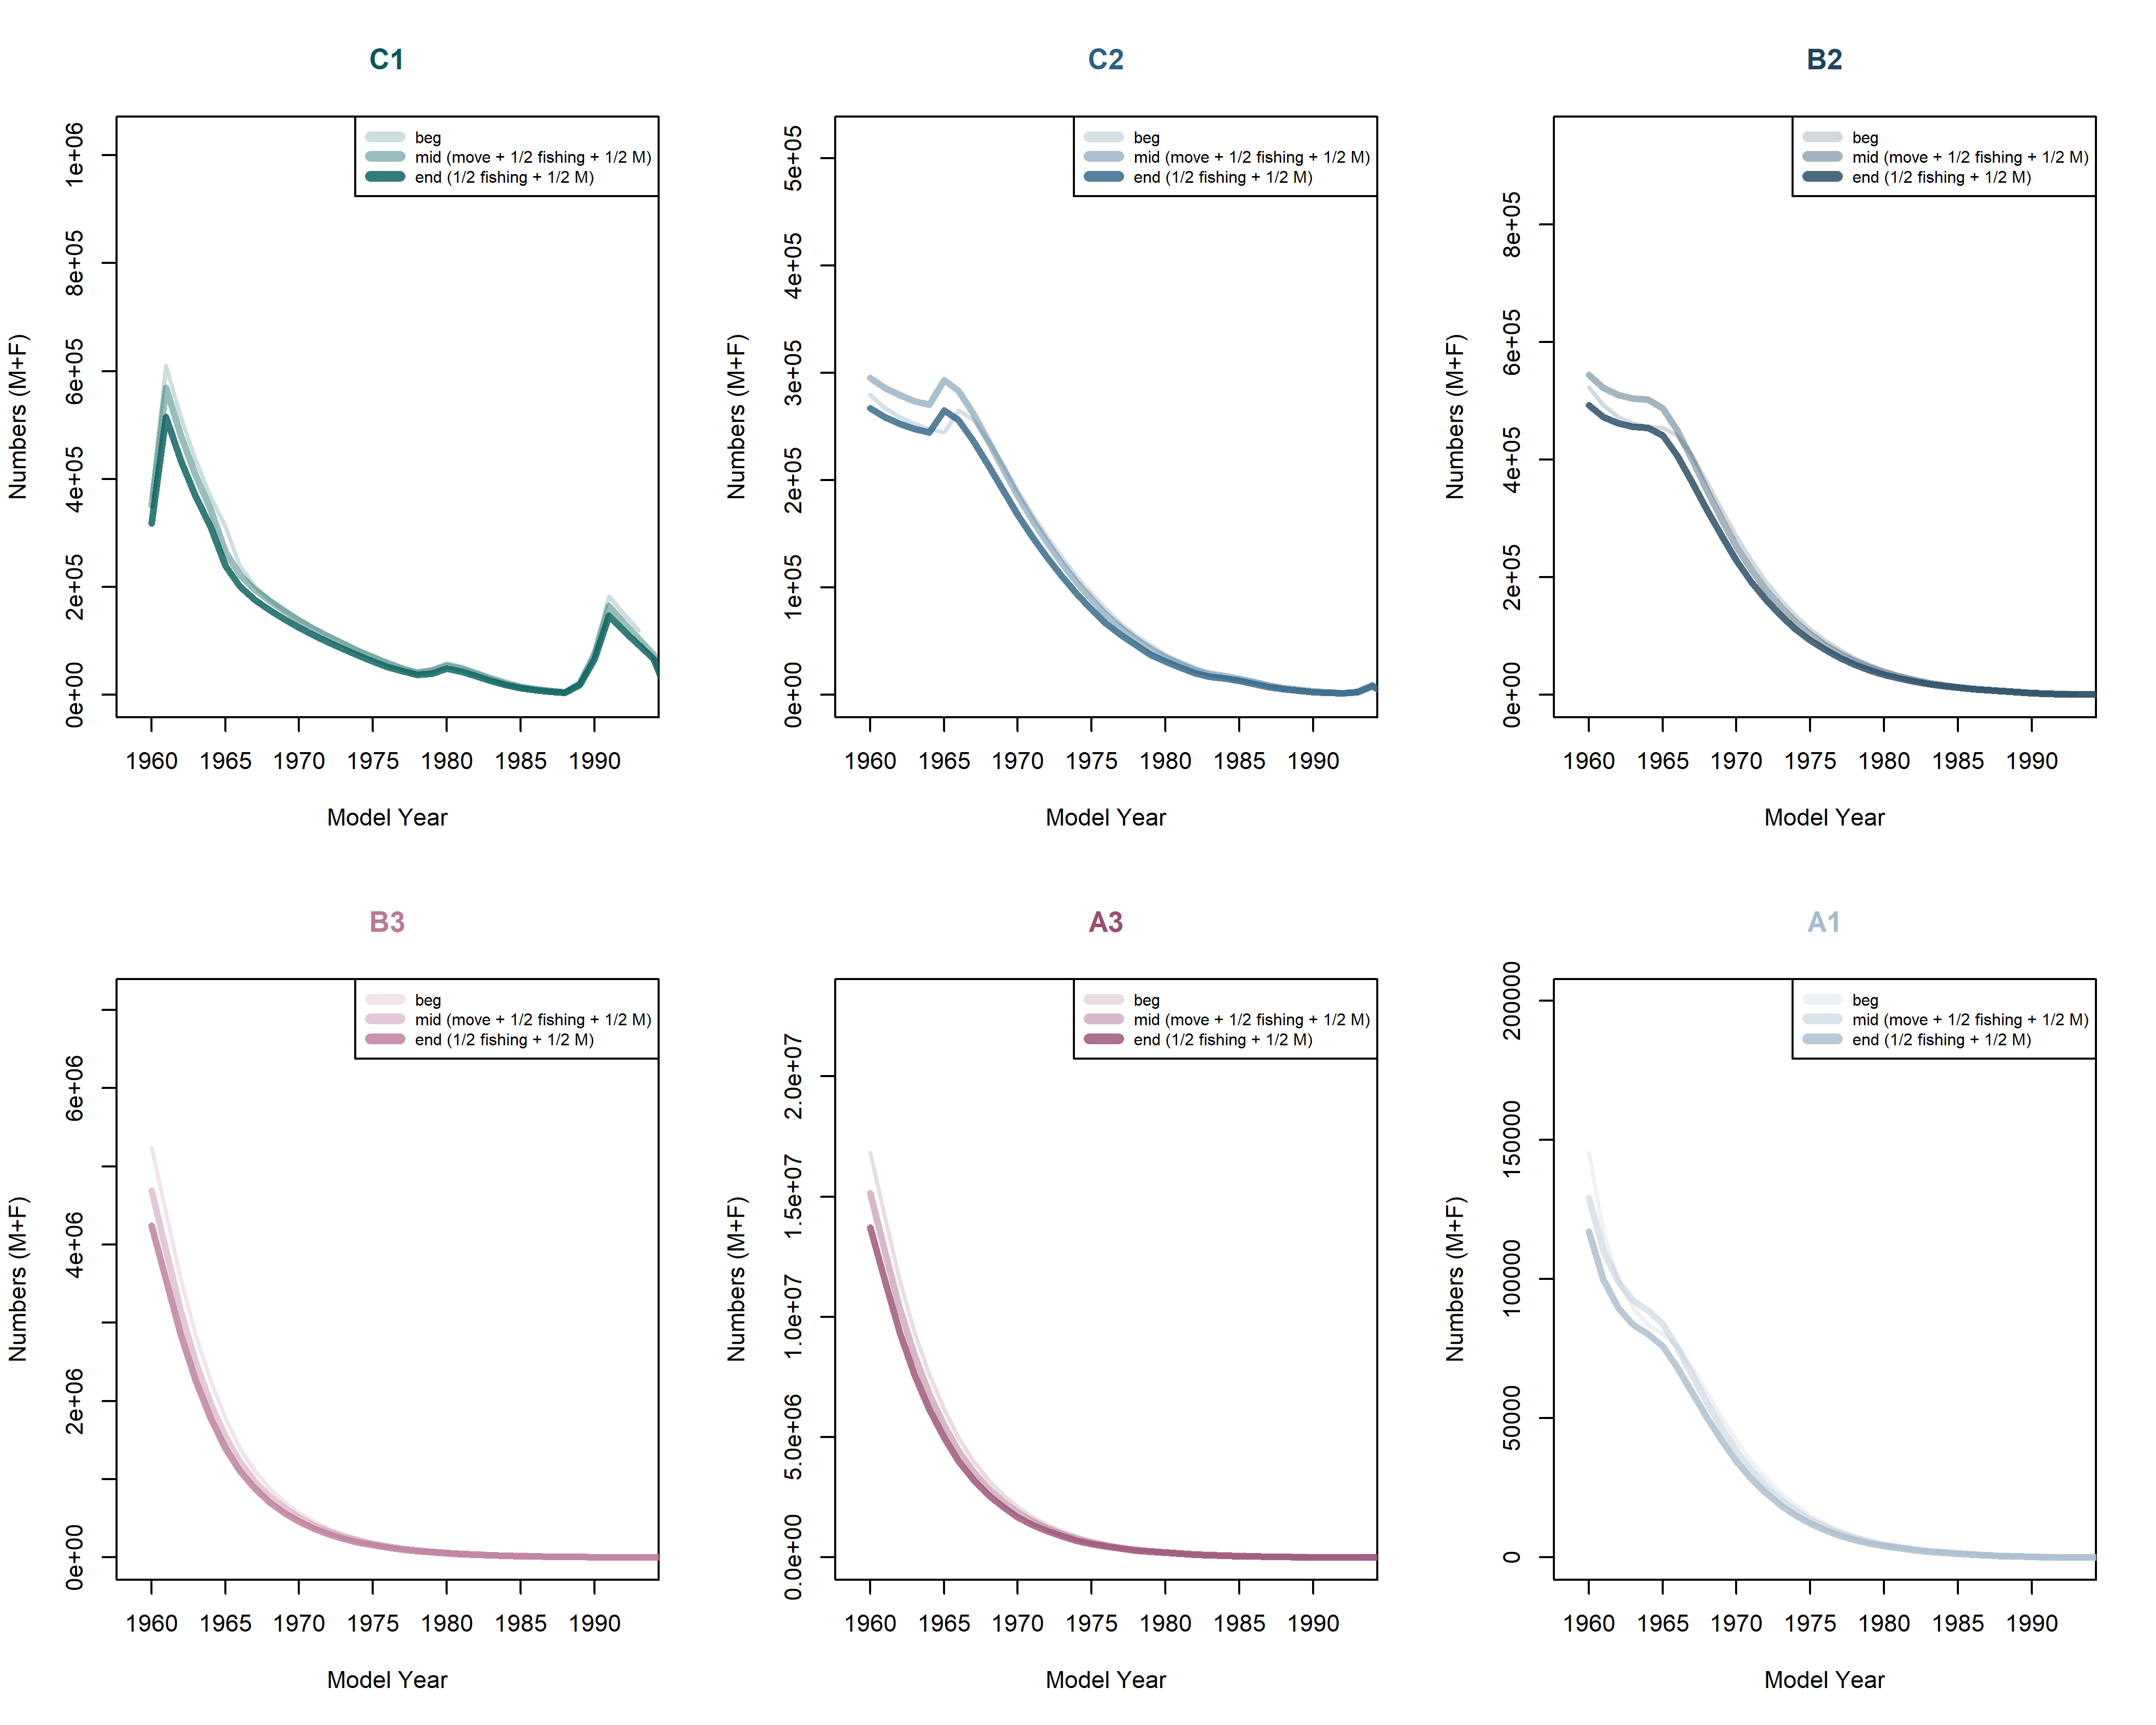 C1
beg
mid (move + 1/2 fishing + 1/2 M)
end (1/2 fishing + 1/2 M)
Numbers (M+F)
0e+00
2e+05
4e+05
6e+05
8e+05
1e+06
1960 1965 1970 1975 1980 1985 1990
Model Year
C2
beg
mid (move + 1/2 fishing + 1/2 M)
end (1/2 fishing + 1/2 M)
Numbers (M+F)
0e+00
1e+05
2e+05
3e+05
4e+05
5e+05
1960 1965 1970 1975 1980 1985 1990
Model Year
B2
beg
mid (move + 1/2 fishing + 1/2 M)
end (1/2 fishing + 1/2 M)
Numbers (M+F)
0e+00
2e+05
4e+05
6e+05
8e+05
1960 1965 1970 1975 1980 1985 1990
Model Year
B3
beg
mid (move + 1/2 fishing + 1/2 M)
end (1/2 fishing + 1/2 M)
Numbers (M+F)
0e+00
2e+06
4e+06
6e+06
1960 1965 1970 1975 1980 1985 1990
Model Year
A3
beg
mid (move + 1/2 fishing + 1/2 M)
end (1/2 fishing + 1/2 M)
Numbers (M+F)
0.0e+00
5.0e+06
1.0e+07
1.5e+07
2.0e+07
1960 1965 1970 1975 1980 1985 1990
Model Year
A1
beg
mid (move + 1/2 fishing + 1/2 M)
end (1/2 fishing + 1/2 M)
Numbers (M+F)
0
50000
100000
150000
200000
1960 1965 1970 1975 1980 1985 1990
Model Year